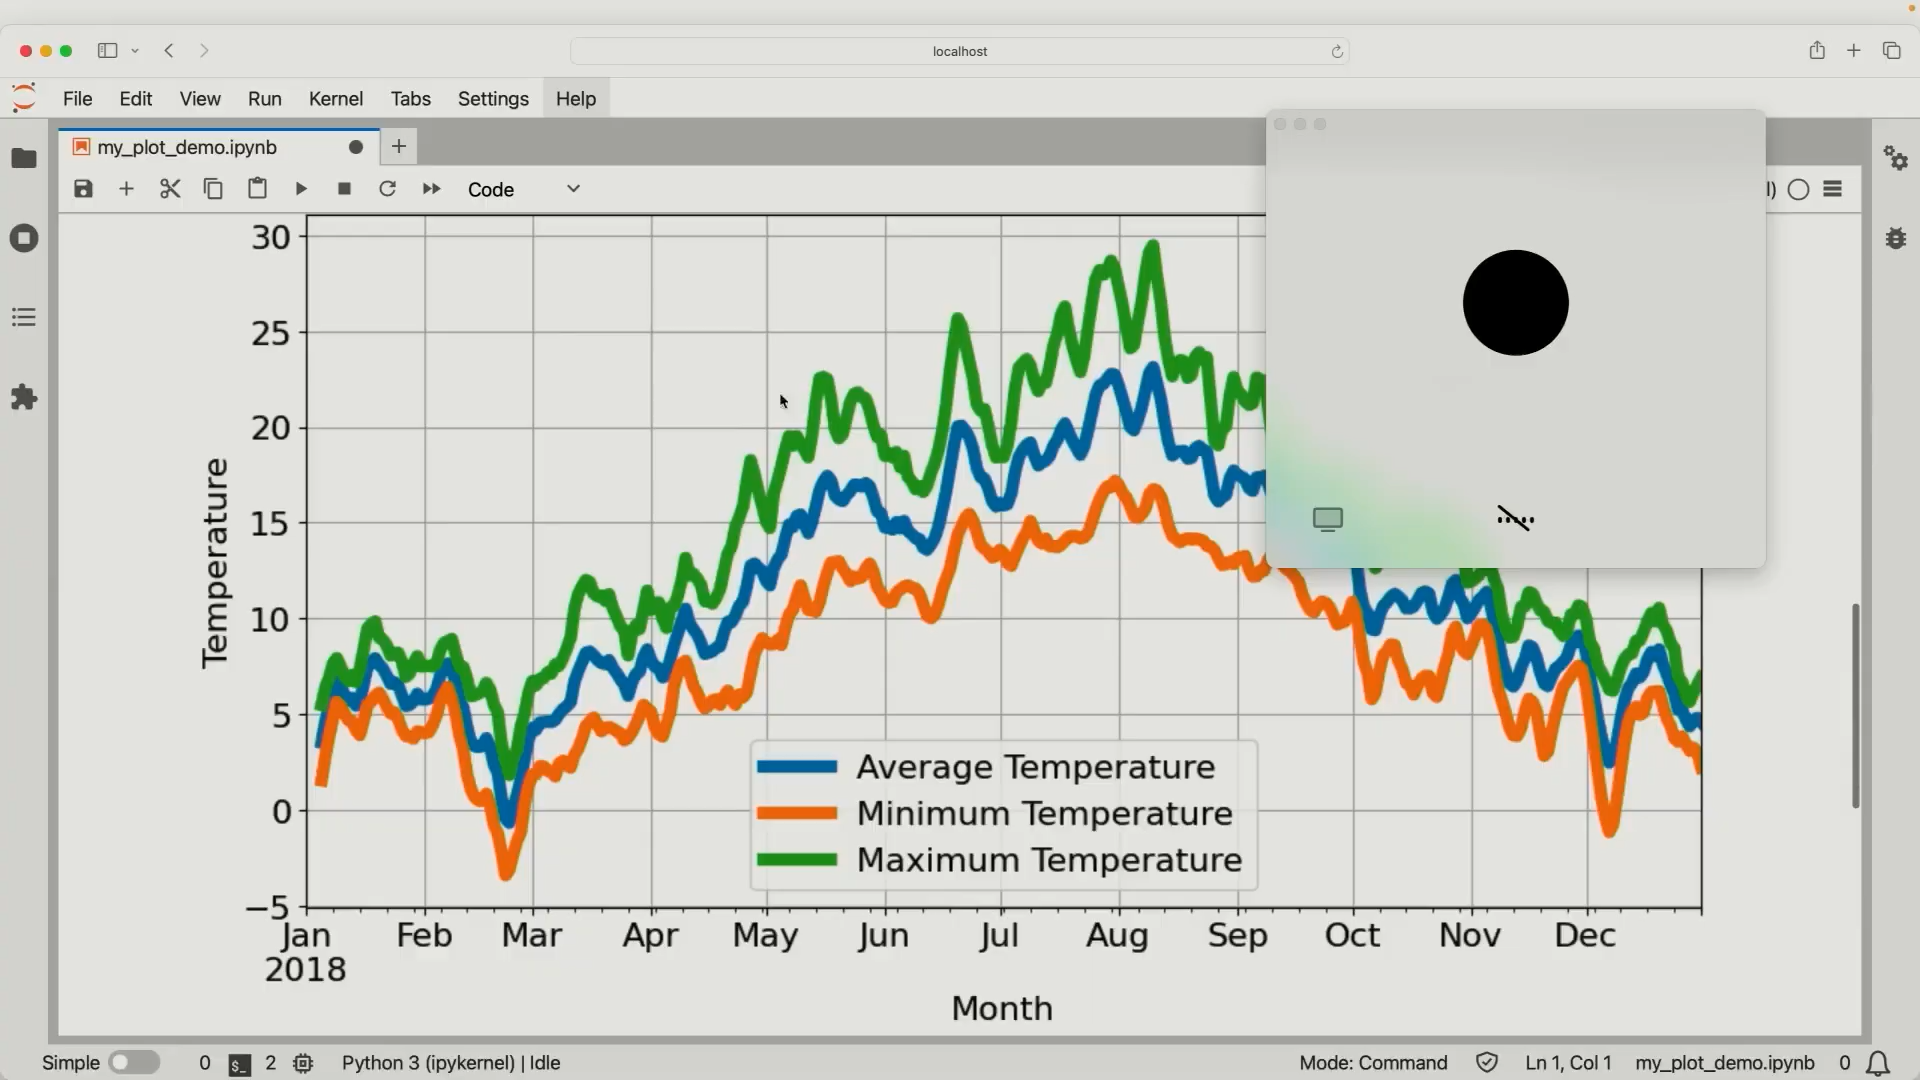 localhost
File Edit View Run Kernel Tabs Settings Help
my_plot_demo.ipynb
Code
30
25
20
15
10
5
0
−5
Temperature
Average Temperature
Minimum Temperature
Maximum Temperature
Jan Feb Mar Apr May Jun Jul Aug Sep Oct Nov Dec
2018
Month
Simple 0 $_ 2 Python 3 (ipykernel) | Idle Mode: Command Ln 1, Col 1 my_plot_demo.ipynb 0